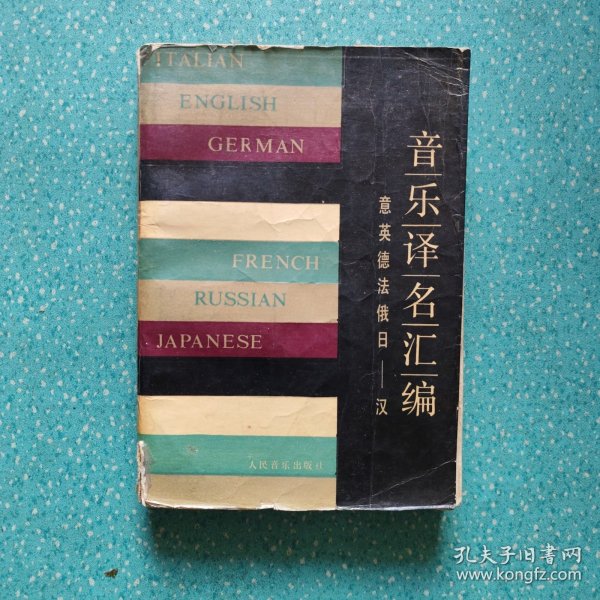 ITALIAN
ENGLISH
GERMAN
FRENCH
RUSSIAN
JAPANESE
音乐译名汇编
意英德法俄日——汉
人民音乐出版社
孔夫子旧书网
www.kongfz.com